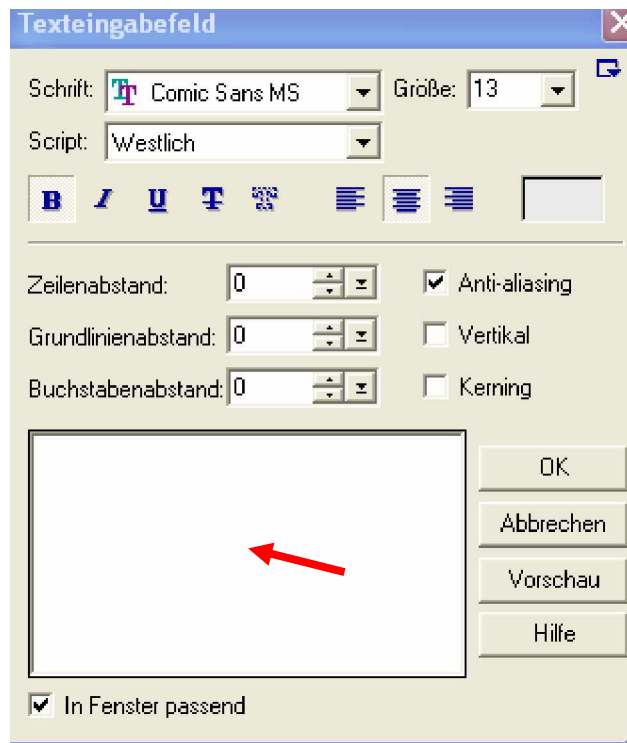 Texteingabefeld
Schrift: Comic Sans MS Größe: 13
Script: Westlich
B I U T
Zeilenabstand: 0 Anti-aliasing
Grundlinienabstand: 0 Vertikal
Buchstabenabstand: 0 Kerning
OK
Abbrechen
Vorschau
Hilfe
In Fenster passend